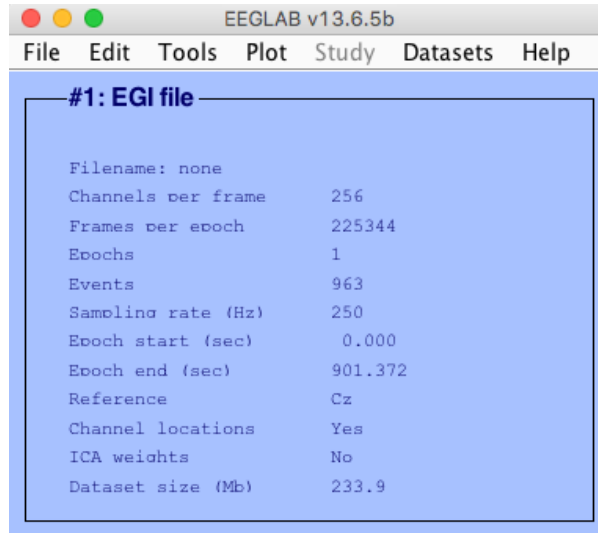 EEGLAB v13.6.5b
File Edit Tools Plot Study Datasets Help
#1: EGI file
Filename: none
Channels per frame 256
Frames per epoch 225344
Epochs 1
Events 963
Sampling rate (Hz) 250
Epoch start (sec) 0.000
Epoch end (sec) 901.372
Reference Cz
Channel locations Yes
ICA weights No
Dataset size (Mb) 233.9